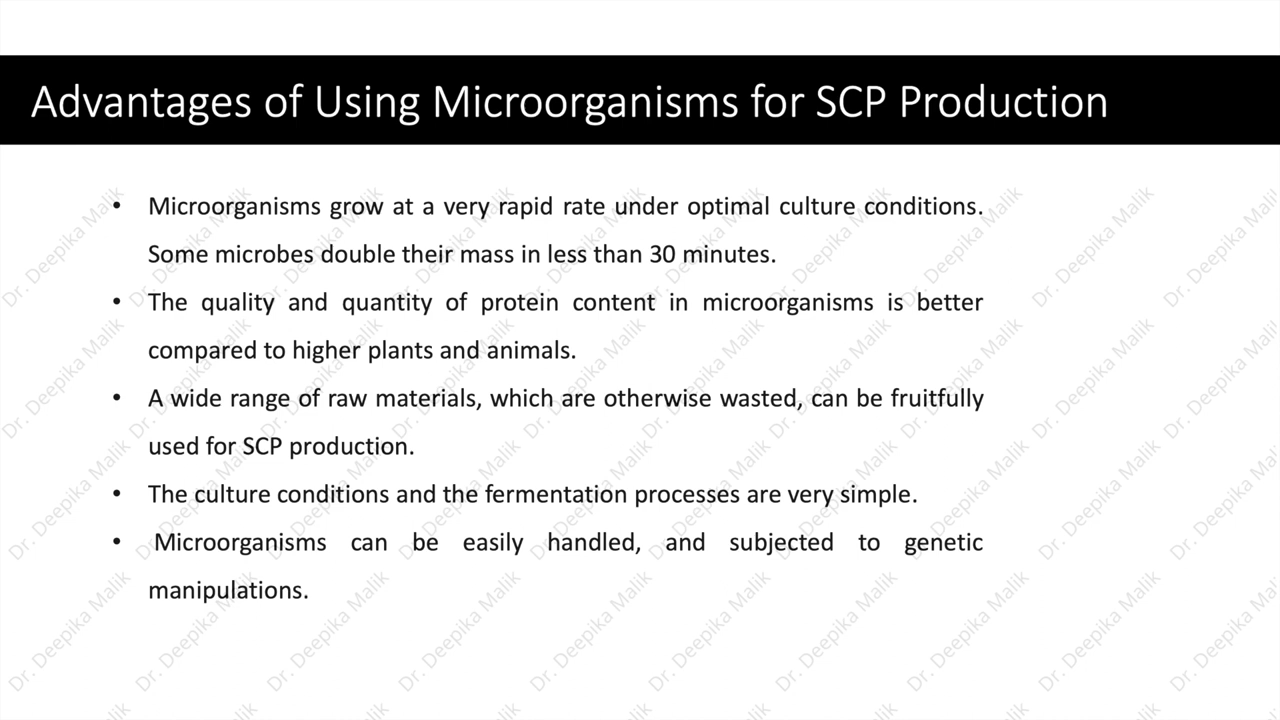 Advantages of Using Microorganisms for SCP Production
• Microorganisms grow at a very rapid rate under optimal culture conditions.
Some microbes double their mass in less than 30 minutes.
• The quality and quantity of protein content in microorganisms is better
compared to higher plants and animals.
• A wide range of raw materials, which are otherwise wasted, can be fruitfully
used for SCP production.
• The culture conditions and the fermentation processes are very simple.
• Microorganisms can be easily handled, and subjected to genetic
manipulations.
Dr. Deepika Malik